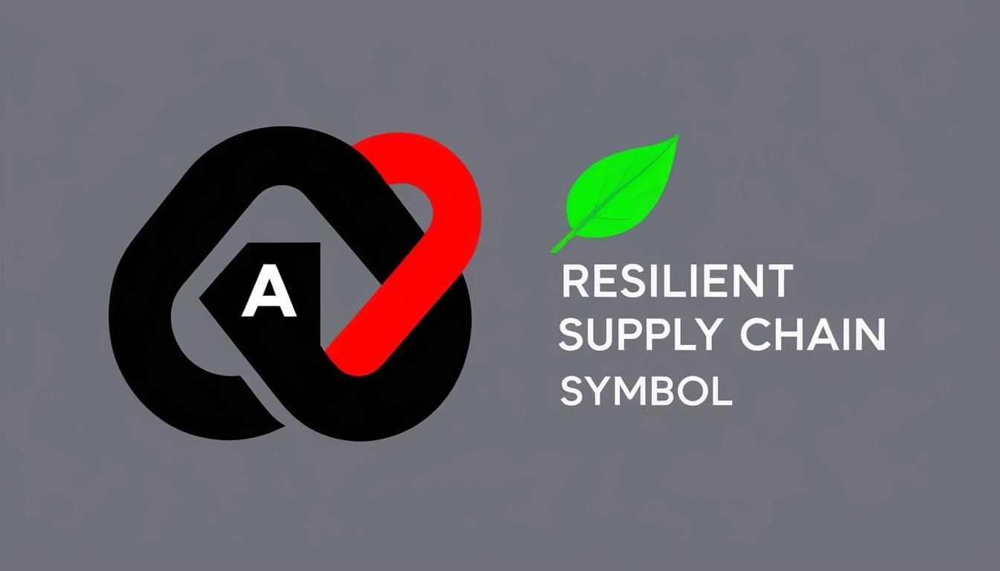 A
RESILIENT
SUPPLY CHAIN
SYMBOL